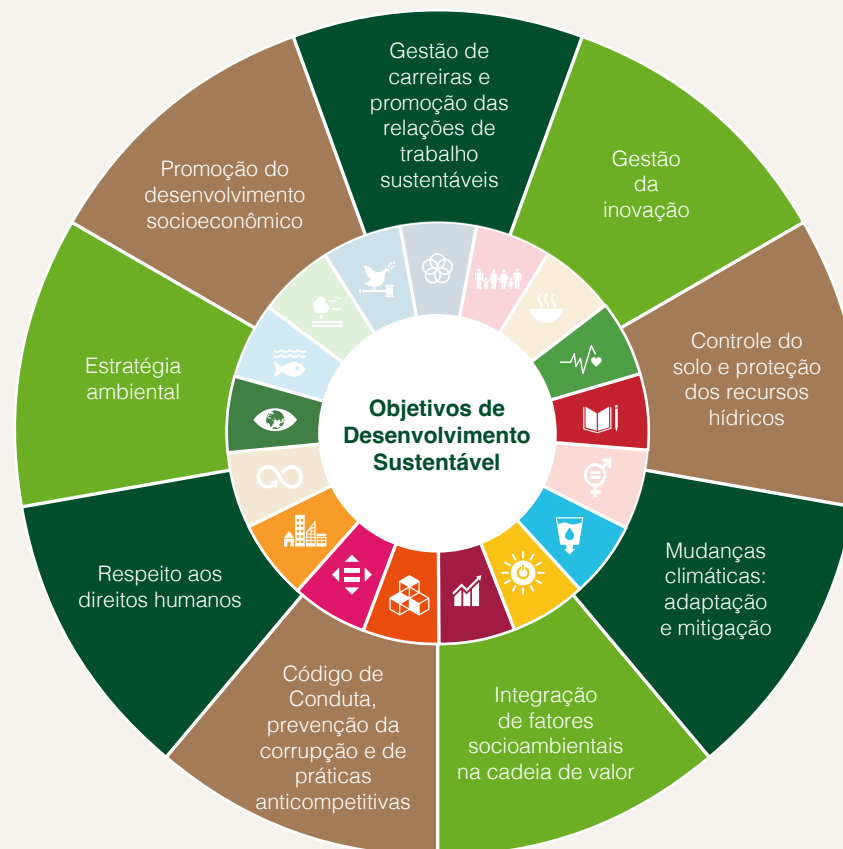 Gestão de
carreiras e
promoção das
relações de
trabalho
sustentáveis
Gestão
da
inovação
Controle do
solo e proteção
dos recursos
hídricos
Mudanças
climáticas:
adaptação
e mitigação
Integração
de fatores
socioambientais
na cadeia de valor
Código de
Conduta,
prevenção da
corrupção e de
práticas
anticompetitivas
Respeito aos
direitos humanos
Estratégia
ambiental
Promoção do
desenvolvimento
socioeconômico
Objetivos de
Desenvolvimento
Sustentável